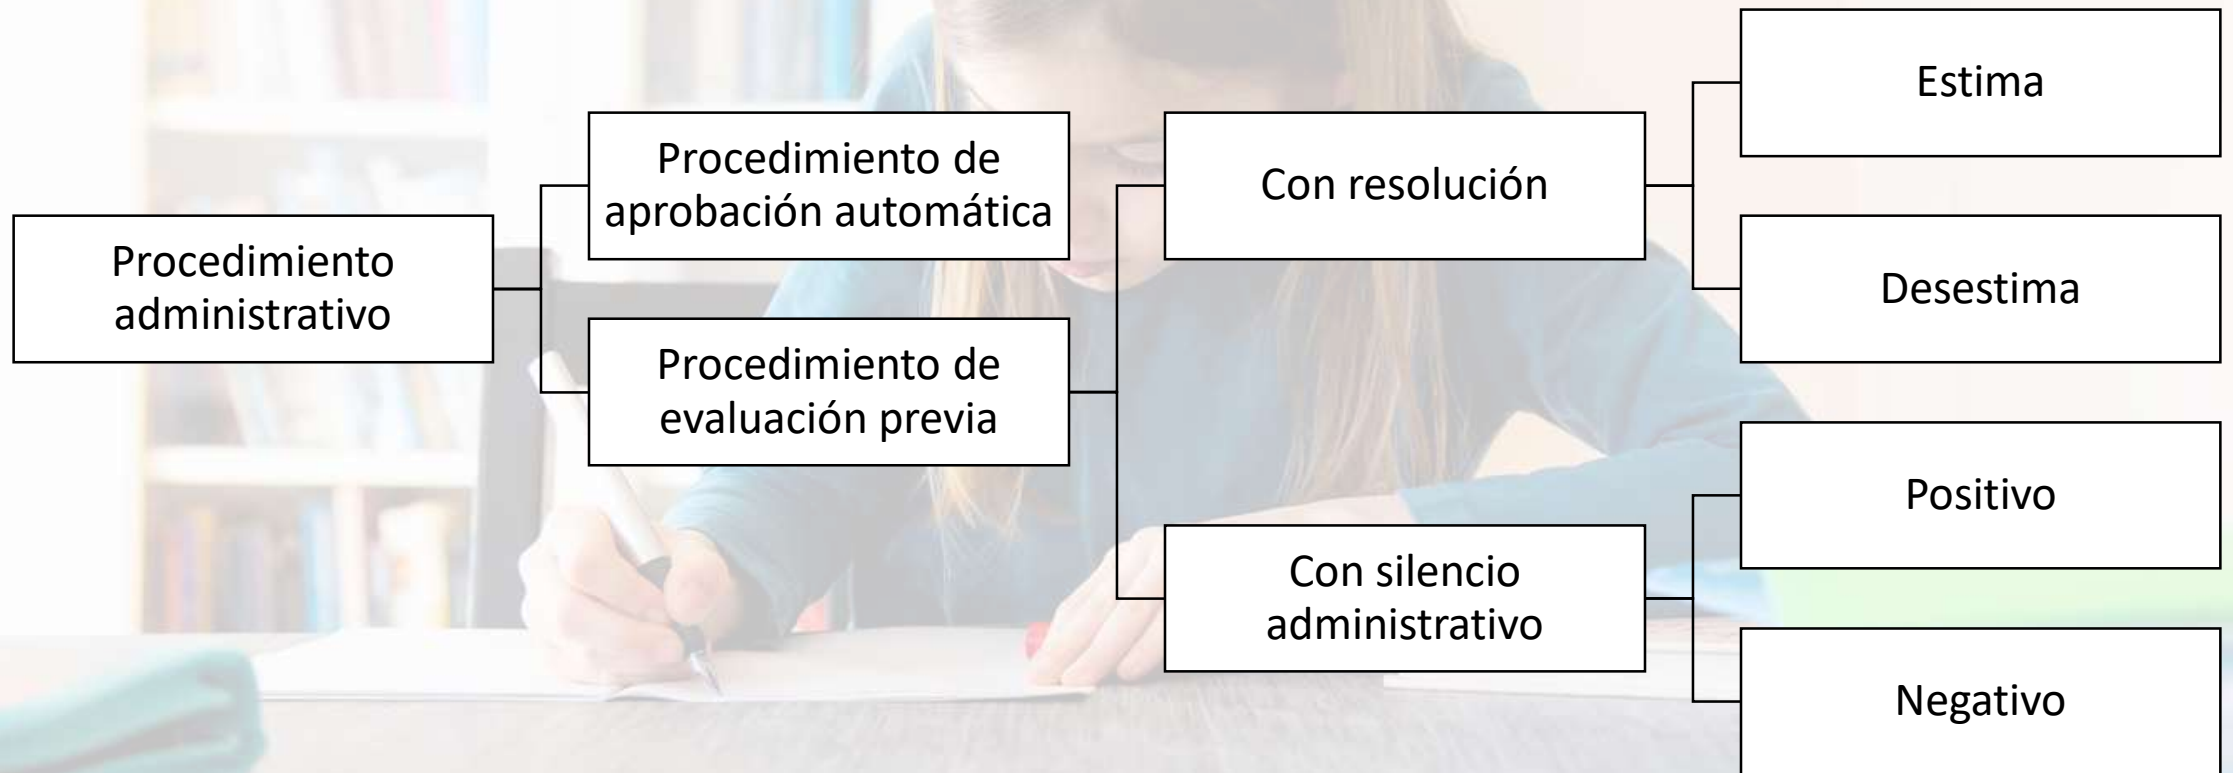 Procedimiento
administrativo
Procedimiento de
aprobación automática
Procedimiento de
evaluación previa
Con resolución
Estima
Desestima
Con silencio
administrativo
Positivo
Negativo